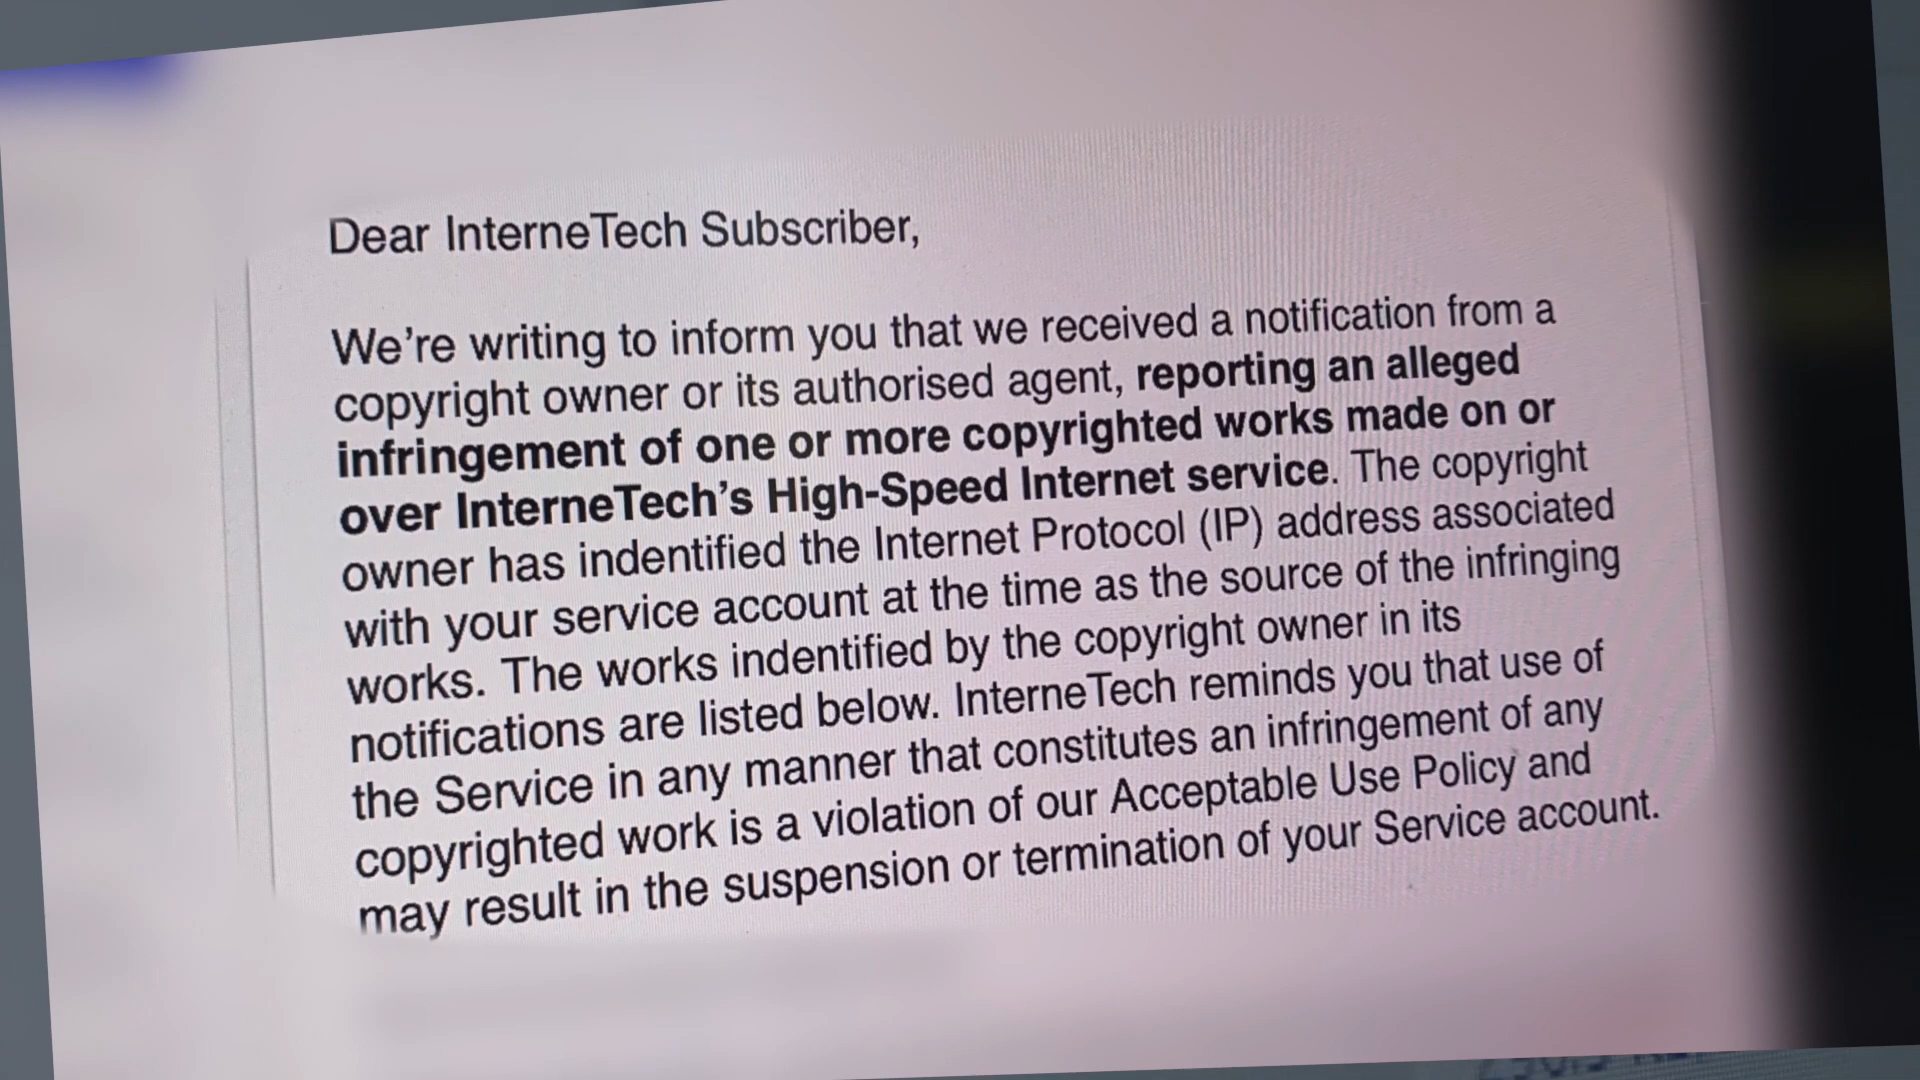 Dear InterneTech Subscriber,
We're writing to inform you that we received a notification from a
copyright owner or its authorised agent, reporting an alleged
infringement of one or more copyrighted works made on or
over InterneTech's High-Speed Internet service. The copyright
owner has indentified the Internet Protocol (IP) address associated
with your service account at the time as the source of the infringing
works. The works indentified by the copyright owner in its
notifications are listed below. InterneTech reminds you that use of
the Service in any manner that constitutes an infringement of any
copyrighted work is a violation of our Acceptable Use Policy and
may result in the suspension or termination of your Service account.